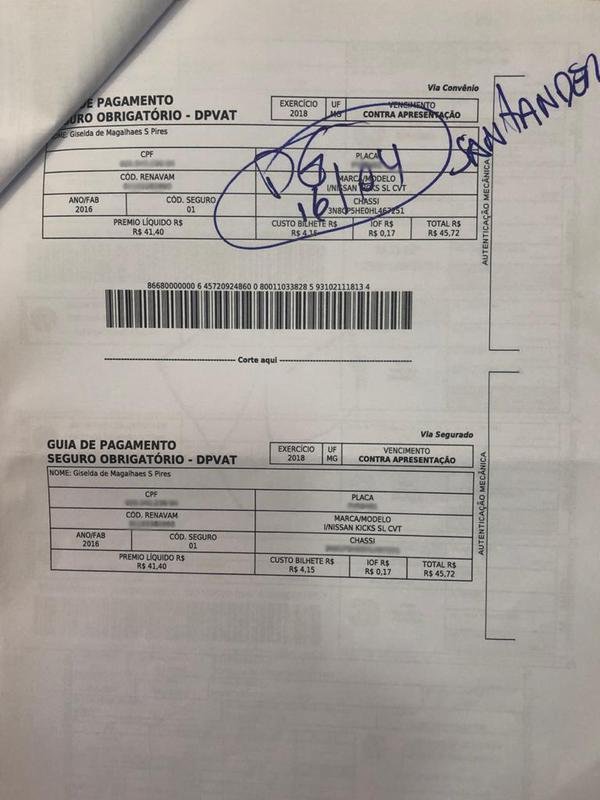 Via Convênio
DE PAGAMENTO
URO OBRIGATÓRIO - DPVAT
EXERCÍCIO
2018
UF
MG
VENCIMENTO
CONTRA APRESENTAÇÃO
SANTANDER
Giselda de Magalhaes S Pires
CPF
PLACA
16/04
CÓD. RENAVAM
MARCA/MODELO
I/NISSAN KICKS SL CVT
ANO/FAB
2016
CÓD. SEGURO
01
CHASSI
PREMIO LÍQUIDO R$
R$ 41,40
CUSTO BILHETE R$
R$ 4,15
IOF R$
R$ 0,17
TOTAL R$
R$ 45,72
AUTENTICAÇÃO MECÂNICA
86680000000 6 45720924860 0 80011033828 5 93102111813 4
Corte aqui
Via Segurado
GUIA DE PAGAMENTO
SEGURO OBRIGATÓRIO - DPVAT
EXERCÍCIO
2018
UF
MG
VENCIMENTO
CONTRA APRESENTAÇÃO
NOME: Giselda de Magalhaes S Pires
CPF
PLACA
CÓD. RENAVAM
MARCA/MODELO
I/NISSAN KICKS SL CVT
ANO/FAB
2016
CÓD. SEGURO
01
CHASSI
PREMIO LÍQUIDO R$
R$ 41,40
CUSTO BILHETE R$
R$ 4,15
IOF R$
R$ 0,17
TOTAL R$
R$ 45,72
AUTENTICAÇÃO MECÂNICA